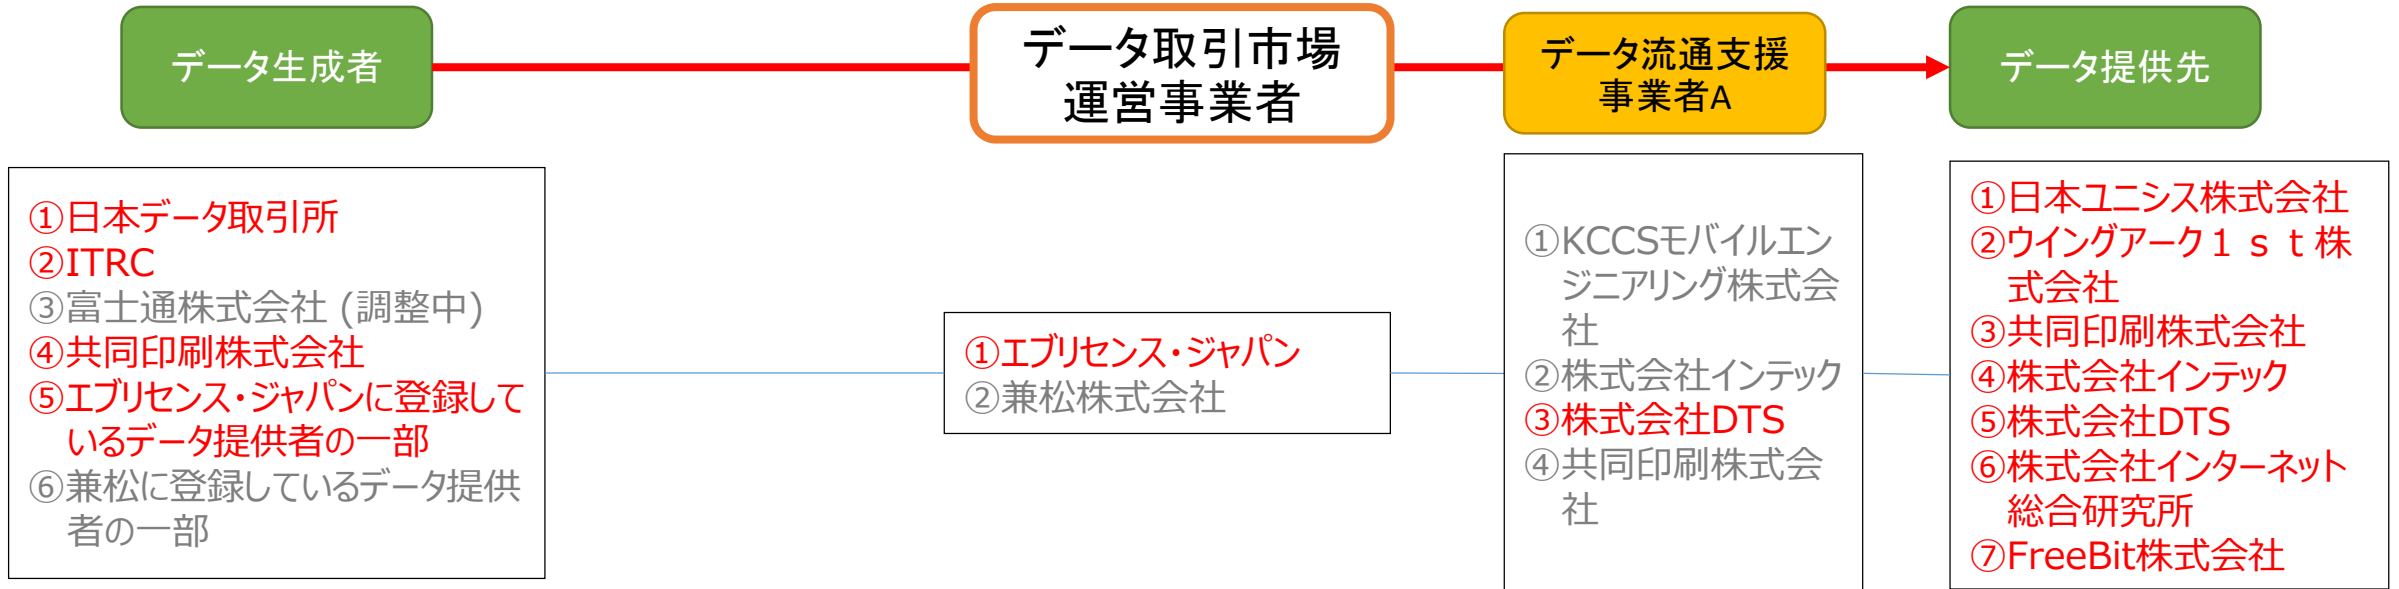 データ生成者
データ取引市場
運営事業者
データ流通支援
事業者A
データ提供先
①日本データ取引所
②ITRC
③富士通株式会社 (調整中)
④共同印刷株式会社
⑤エブリセンス・ジャパンに登録して
いるデータ提供者の一部
⑥兼松に登録しているデータ提供
者の一部
①エブリセンス・ジャパン
②兼松株式会社
①KCCSモバイルエン
ジニアリング株式会
社
②株式会社インテック
③株式会社DTS
④共同印刷株式会
社
①日本ユニシス株式会社
②ウイングアーク１ｓｔ株
式会社
③共同印刷株式会社
④株式会社インテック
⑤株式会社DTS
⑥株式会社インターネット
総合研究所
⑦FreeBit株式会社